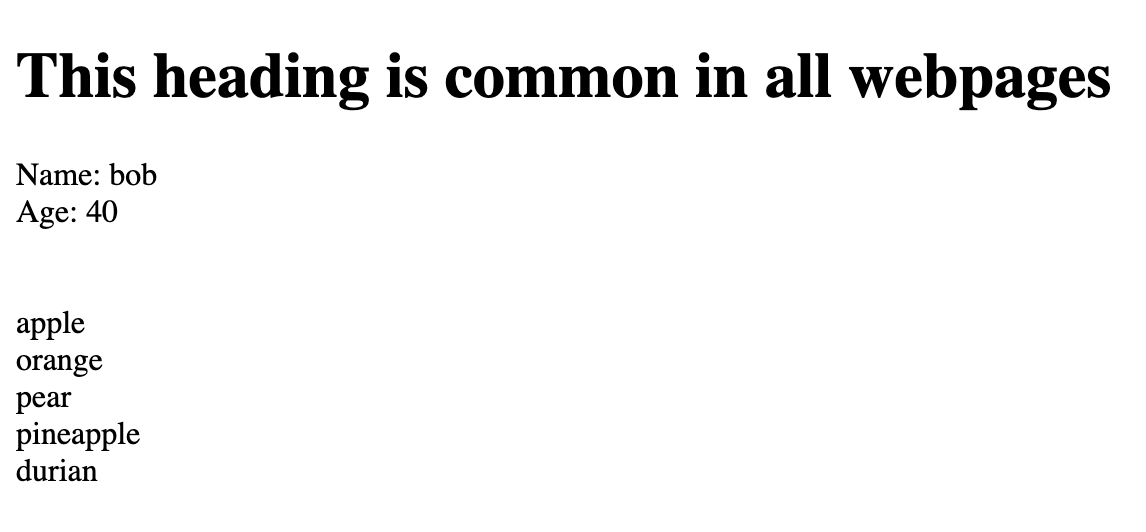 This heading is common in all webpages
Name: bob
Age: 40
apple
orange
pear
pineapple
durian